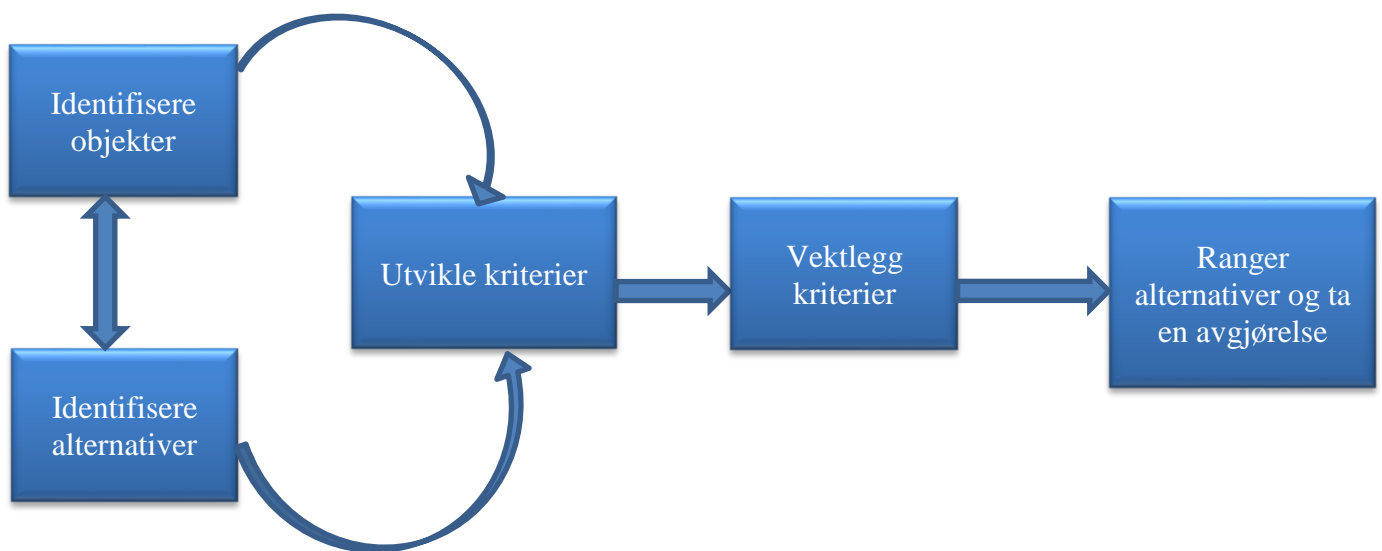 Identifisere
objekter
Identifisere
alternativer
Utvikle kriterier
Vektlegg
kriterier
Ranger
alternativer og ta
en avgjørelse